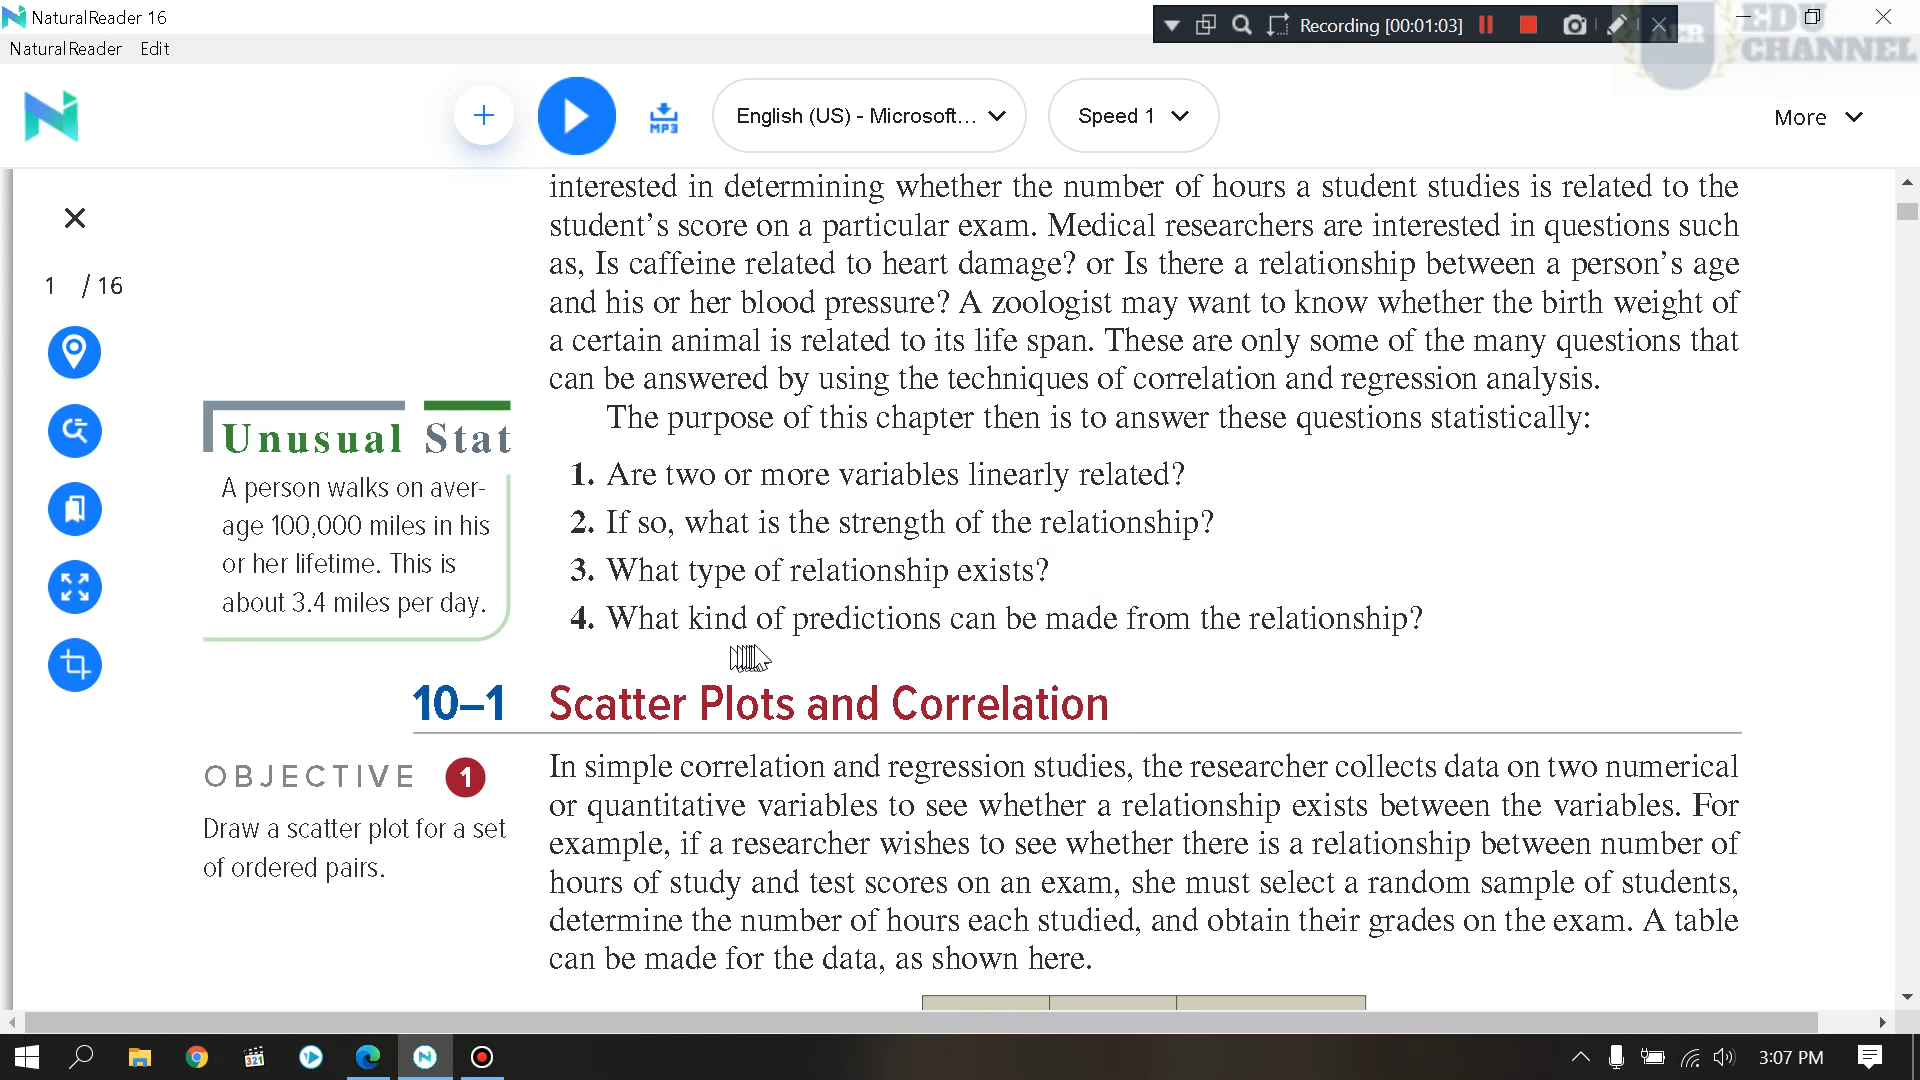 NaturalReader 16
Recording [00:01:03]
EDU
CHANNEL
AER
NaturalReader Edit
MP3
English (US) - Microsoft...
Speed 1
More
interested in determining whether the number of hours a student studies is related to the
student's score on a particular exam. Medical researchers are interested in questions such
as, Is caffeine related to heart damage? or Is there a relationship between a person's age
and his or her blood pressure? A zoologist may want to know whether the birth weight of
a certain animal is related to its life span. These are only some of the many questions that
can be answered by using the techniques of correlation and regression analysis.
The purpose of this chapter then is to answer these questions statistically:
1. Are two or more variables linearly related?
2. If so, what is the strength of the relationship?
3. What type of relationship exists?
4. What kind of predictions can be made from the relationship?
1 / 16
Unusual Stat
A person walks on aver-
age 100,000 miles in his
or her lifetime. This is
about 3.4 miles per day.
10–1 Scatter Plots and Correlation
OBJECTIVE 1
Draw a scatter plot for a set
of ordered pairs.
In simple correlation and regression studies, the researcher collects data on two numerical
or quantitative variables to see whether a relationship exists between the variables. For
example, if a researcher wishes to see whether there is a relationship between number of
hours of study and test scores on an exam, she must select a random sample of students,
determine the number of hours each studied, and obtain their grades on the exam. A table
can be made for the data, as shown here.
321
3:07 PM